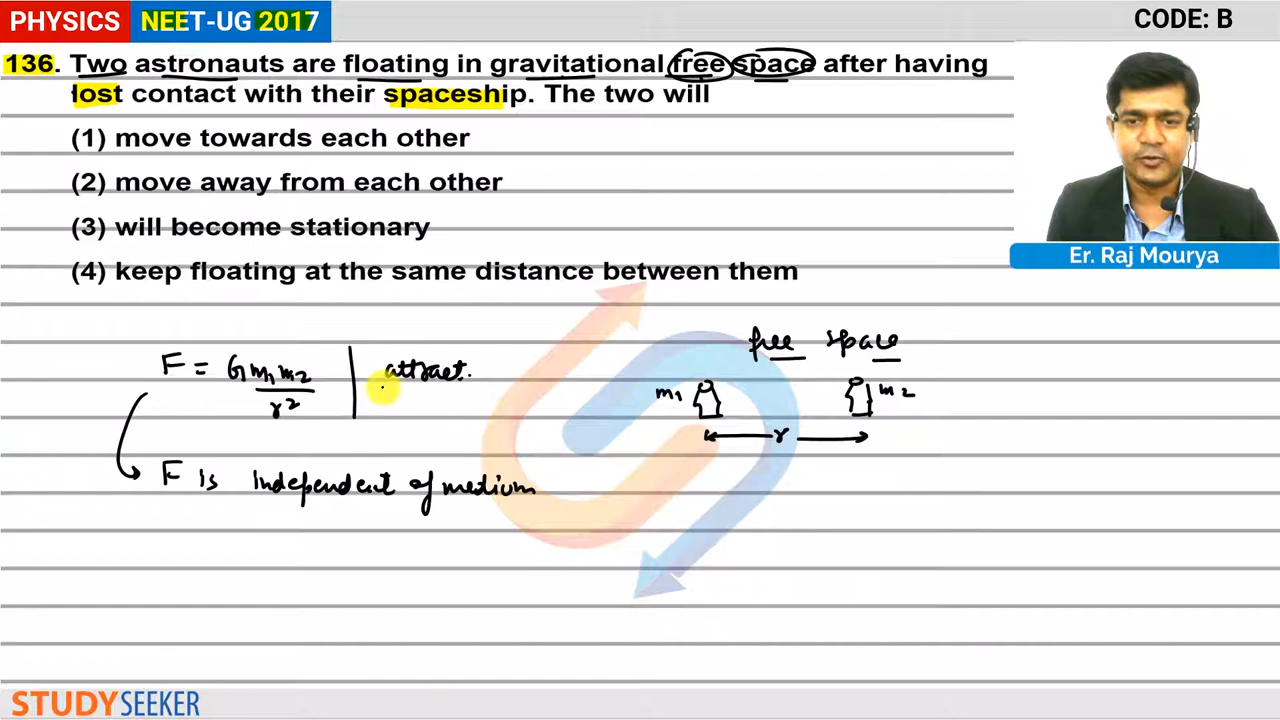 PHYSICS NEET-UG 2017
CODE: B
136. Two astronauts are floating in gravitational free space after having
lost contact with their spaceship. The two will
(1) move towards each other
(2) move away from each other
(3) will become stationary
(4) keep floating at the same distance between them
Er. Raj Mourya
free space
F = Gm1m2/r2 | attract.
m1 m2
r
F is independent of medium
STUDY SEEKER